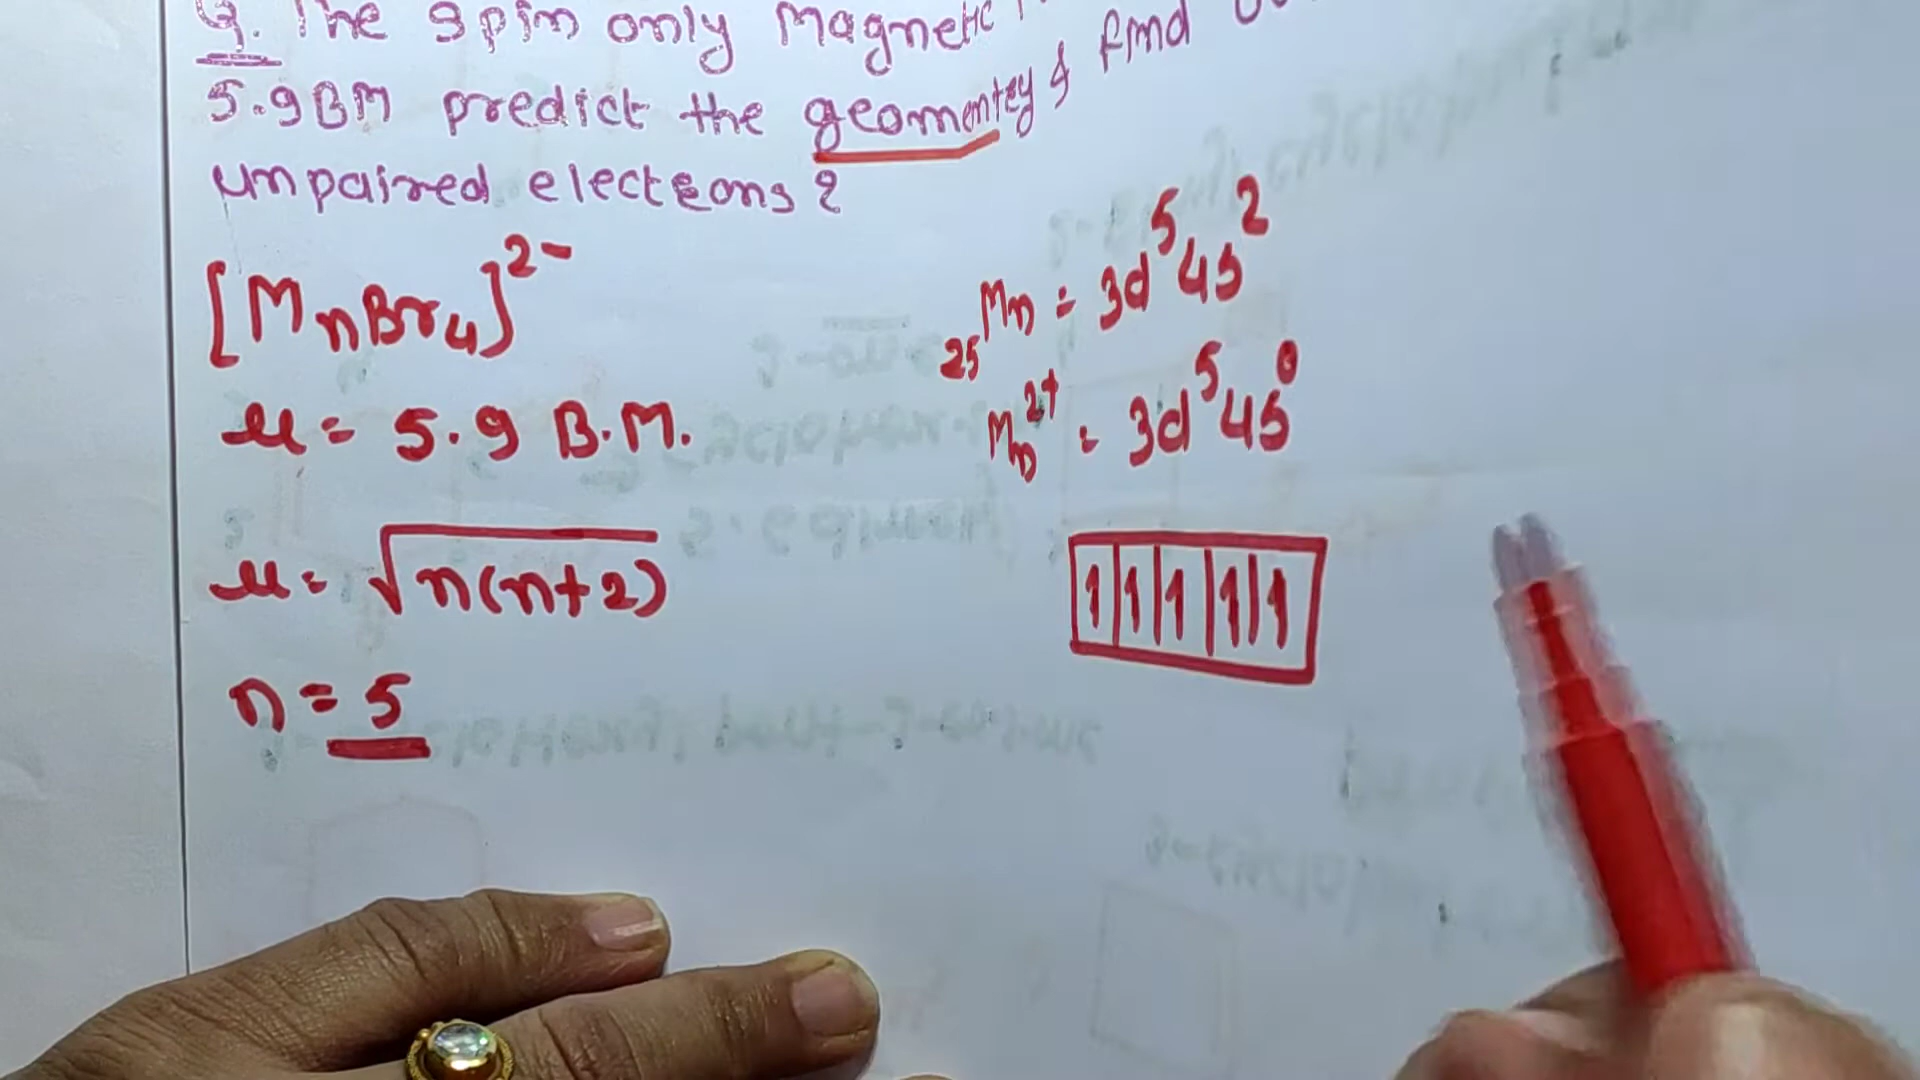 Q. The spin only Magnetic
5.9BM predict the geomentry & find
unpaired electrons?
[MnBr4]2-
μ = 5.9 B.M.
μ = √n(n+2)
n = 5
25Mn = 3d5 4s2
Mn2+ = 3d5 4s0
1 1 1 1 1